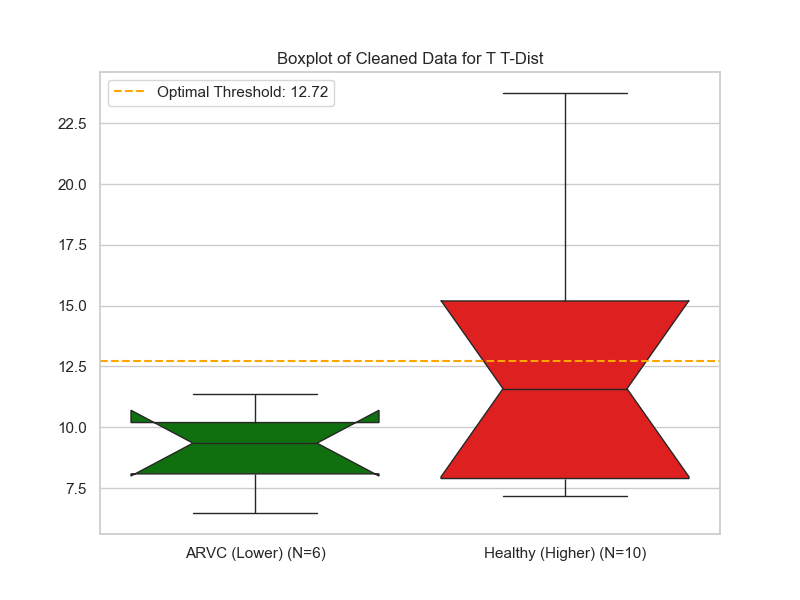 Boxplot of Cleaned Data for T T-Dist
Optimal Threshold: 12.72
22.5
20.0
17.5
15.0
12.5
10.0
7.5
ARVC (Lower) (N=6)
Healthy (Higher) (N=10)